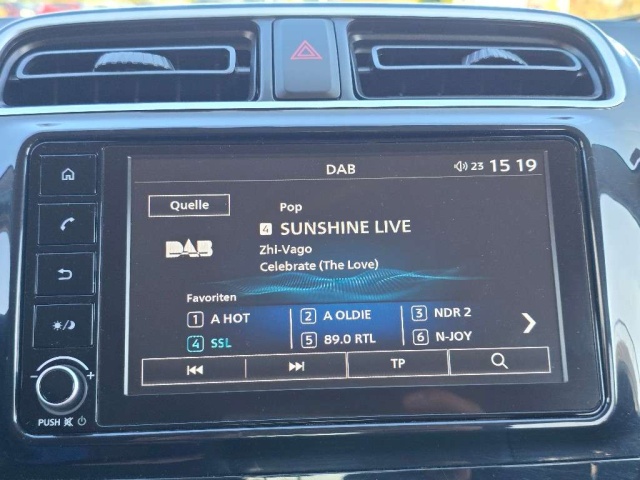 DAB
23 15 19
Quelle
Pop
4 SUNSHINE LIVE
DAB
Zhi-Vago
Celebrate (The Love)
Favoriten
1 A HOT
2 A OLDIE
3 NDR 2
4 SSL
5 89.0 RTL
6 N-JOY
TP
PUSH